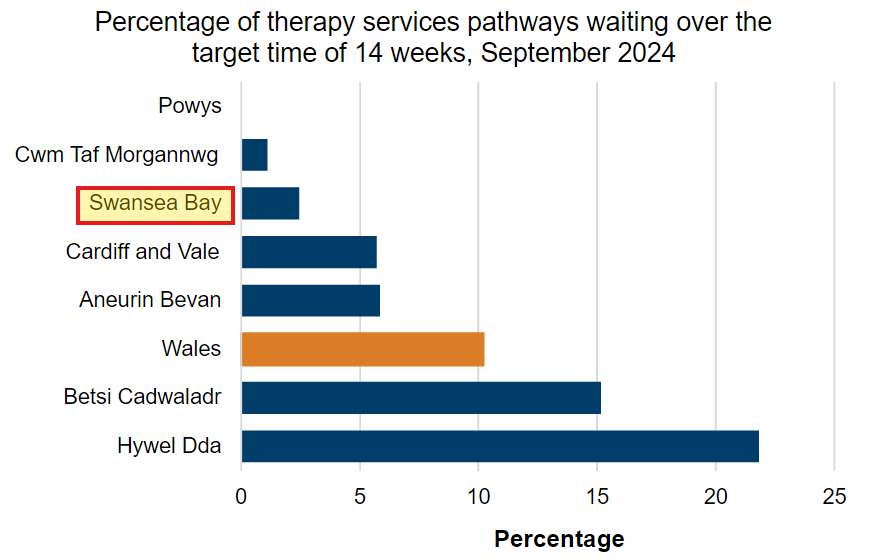 Percentage of therapy services pathways waiting over the
target time of 14 weeks, September 2024
Powys
Cwm Taf Morgannwg
Swansea Bay
Cardiff and Vale
Aneurin Bevan
Wales
Betsi Cadwaladr
Hywel Dda
0 5 10 15 20 25
Percentage